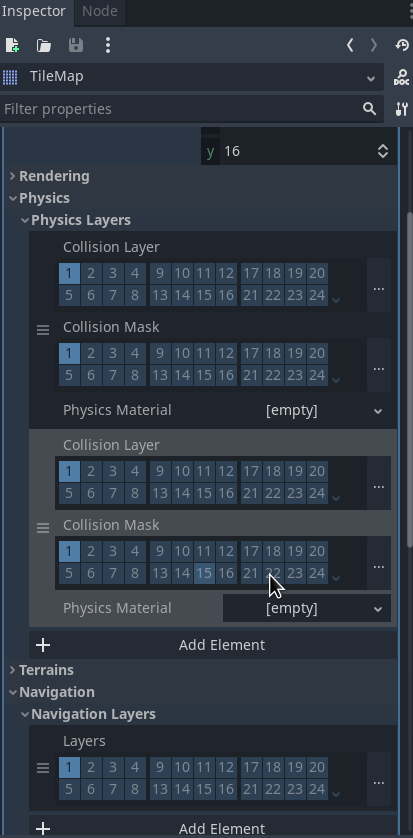 Inspector Node
TileMap
Filter properties
y 16
Rendering
Physics
Physics Layers
Collision Layer
1 2 3 4 9 10 11 12 17 18 19 20
5 6 7 8 13 14 15 16 21 22 23 24
...
Collision Mask
1 2 3 4 9 10 11 12 17 18 19 20
5 6 7 8 13 14 15 16 21 22 23 24
...
Physics Material [empty]
Collision Layer
1 2 3 4 9 10 11 12 17 18 19 20
5 6 7 8 13 14 15 16 21 22 23 24
...
Collision Mask
1 2 3 4 9 10 11 12 17 18 19 20
5 6 7 8 13 14 15 16 21 22 23 24
...
Physics Material [empty]
Add Element
Terrains
Navigation
Navigation Layers
Layers
1 2 3 4 9 10 11 12 17 18 19 20
5 6 7 8 13 14 15 16 21 22 23 24
...
Add Element